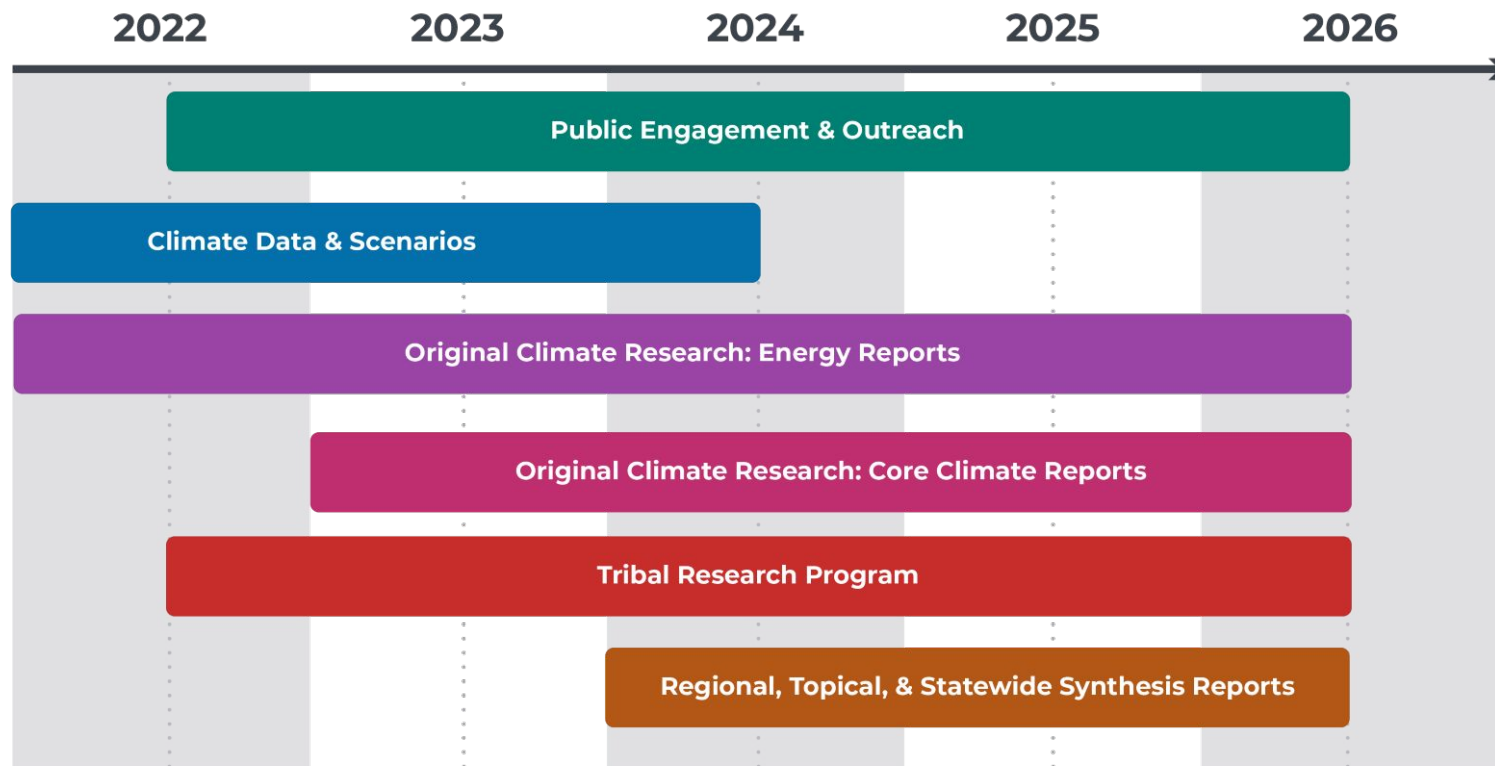 2022 2023 2024 2025 2026
Public Engagement & Outreach
Climate Data & Scenarios
Original Climate Research: Energy Reports
Original Climate Research: Core Climate Reports
Tribal Research Program
Regional, Topical, & Statewide Synthesis Reports